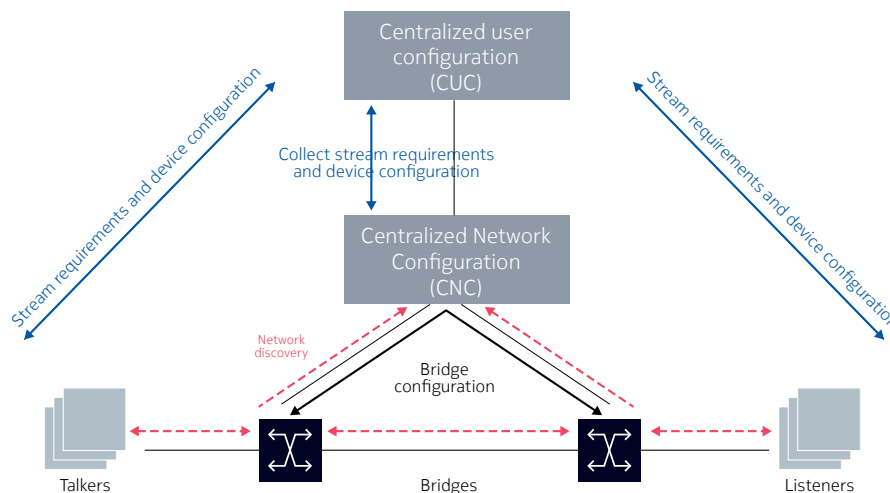 Centralized user
configuration
(CUC)
Stream requirements and device configuration
Stream requirements and device configuration
Collect stream requirements
and device configuration
Centralized Network
Configuration
(CNC)
Network
discovery
Bridge
configuration
Talkers
Bridges
Listeners